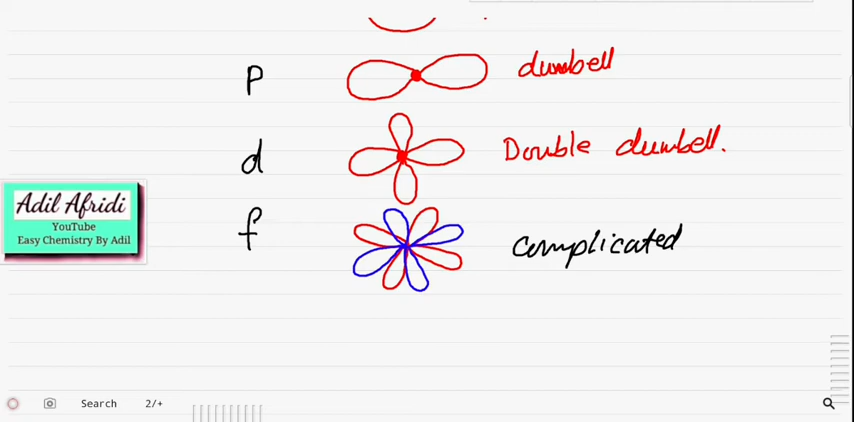 P dumbell
d Double dumbell.
f complicated
Adil Afridi
YouTube
Easy Chemistry By Adil
Search 2/+